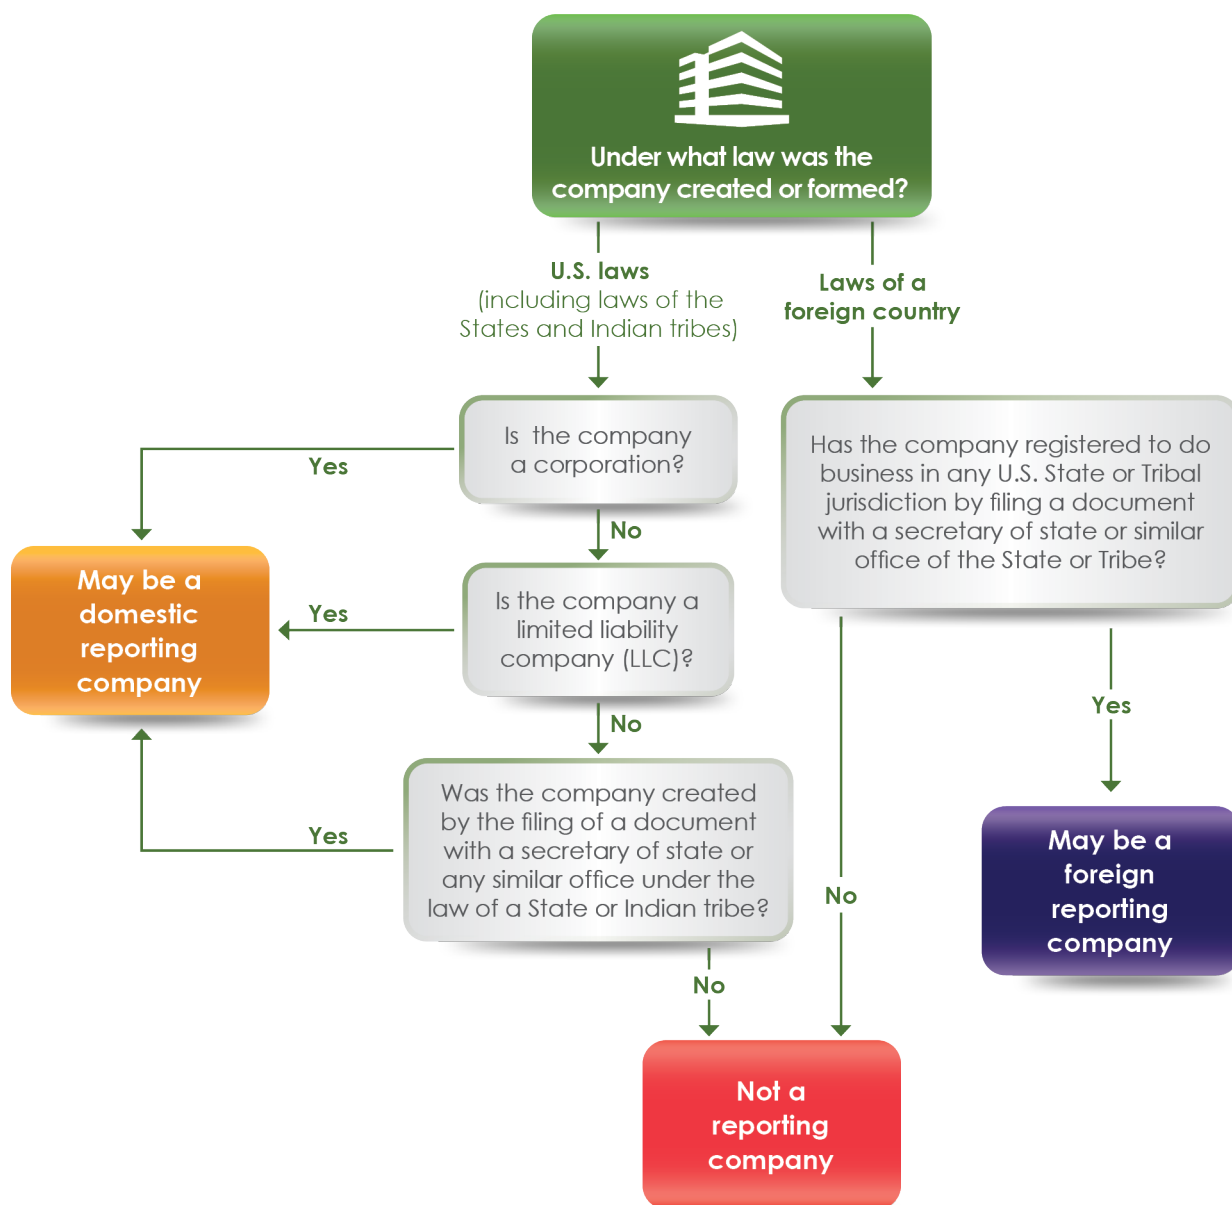 Under what law was the
company created or formed?
U.S. laws
(including laws of the
States and Indian tribes)
Laws of a
foreign country
Is the company
a corporation?
Yes
No
Has the company registered to do
business in any U.S. State or Tribal
jurisdiction by filing a document
with a secretary of state or similar
office of the State or Tribe?
May be a
domestic
reporting
company
Yes
Is the company a
limited liability
company (LLC)?
No
Yes
Was the company created
by the filing of a document
with a secretary of state or
any similar office under the
law of a State or Indian tribe?
Yes
No
No
May be a
foreign
reporting
company
Not a
reporting
company